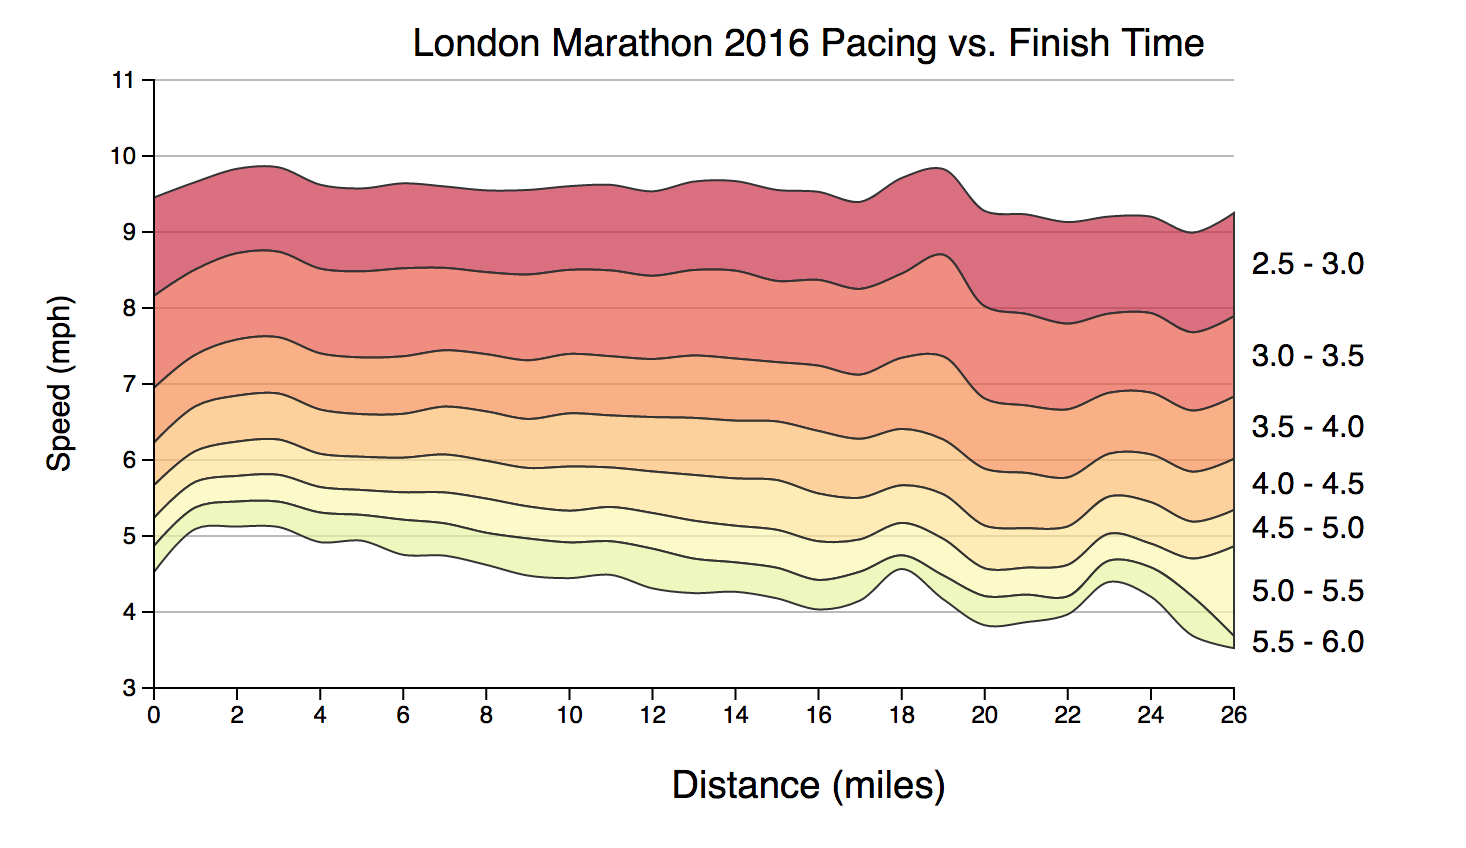 London Marathon 2016 Pacing vs. Finish Time
11
10
9
8
7
6
5
4
3
Speed (mph)
2.5 - 3.0
3.0 - 3.5
3.5 - 4.0
4.0 - 4.5
4.5 - 5.0
5.0 - 5.5
5.5 - 6.0
0 2 4 6 8 10 12 14 16 18 20 22 24 26
Distance (miles)